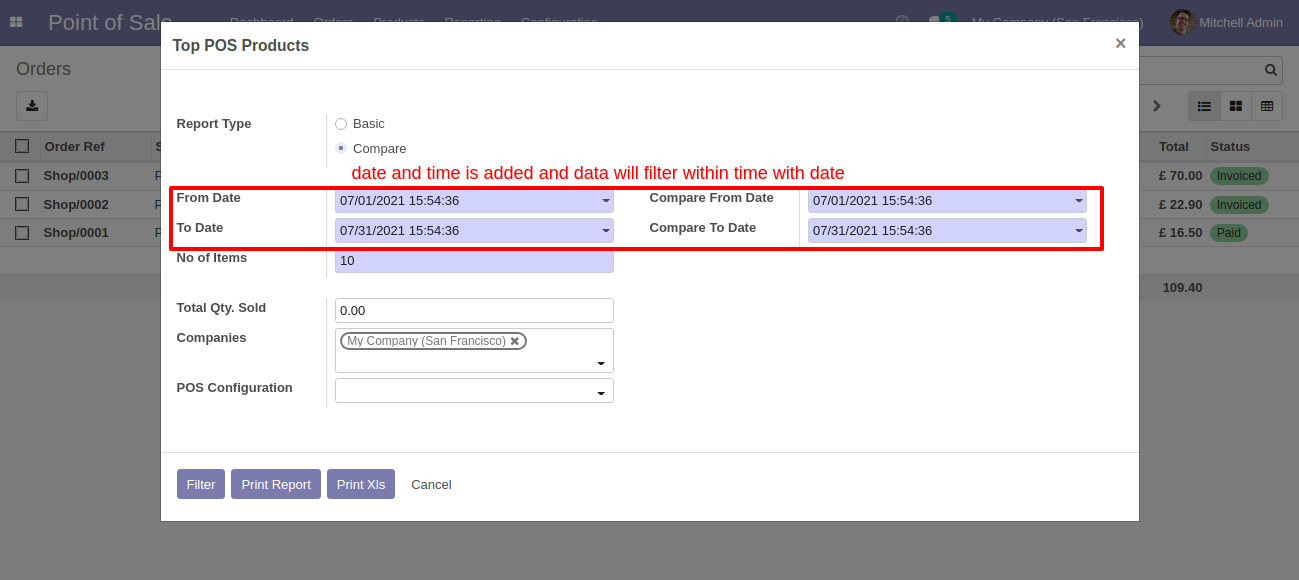 Point of Sale Dashboard Orders Products Reporting Configuration 5 My Company (San Francisco) Mitchell Admin
Top POS Products ×
Orders
Report Type
Basic
Compare
date and time is added and data will filter within time with date
From Date 07/01/2021 15:54:36 Compare From Date 07/01/2021 15:54:36
To Date 07/31/2021 15:54:36 Compare To Date 07/31/2021 15:54:36
No of Items 10
Total Qty. Sold 0.00
Companies My Company (San Francisco)
POS Configuration
Filter Print Report Print Xls Cancel
Order Ref S Total Status
Shop/0003 P £ 70.00 Invoiced
Shop/0002 P £ 22.90 Invoiced
Shop/0001 P £ 16.50 Paid
109.40